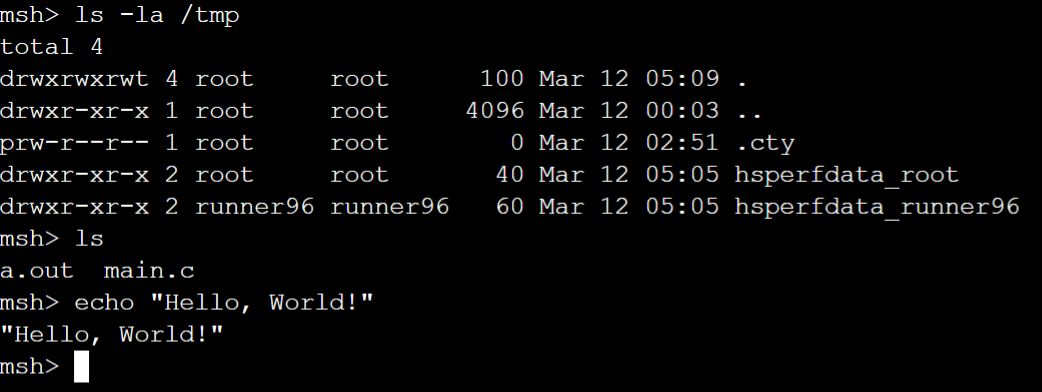 msh> ls -la /tmp
total 4
drwxrwxrwt 4 root     root      100 Mar 12 05:09 .
drwxr-xr-x 1 root     root     4096 Mar 12 00:03 ..
prw-r--r-- 1 root     root        0 Mar 12 02:51 .cty
drwxr-xr-x 2 root     root       40 Mar 12 05:05 hsperfdata_root
drwxr-xr-x 2 runner96 runner96   60 Mar 12 05:05 hsperfdata_runner96
msh> ls
a.out  main.c
msh> echo "Hello, World!"
"Hello, World!"
msh>